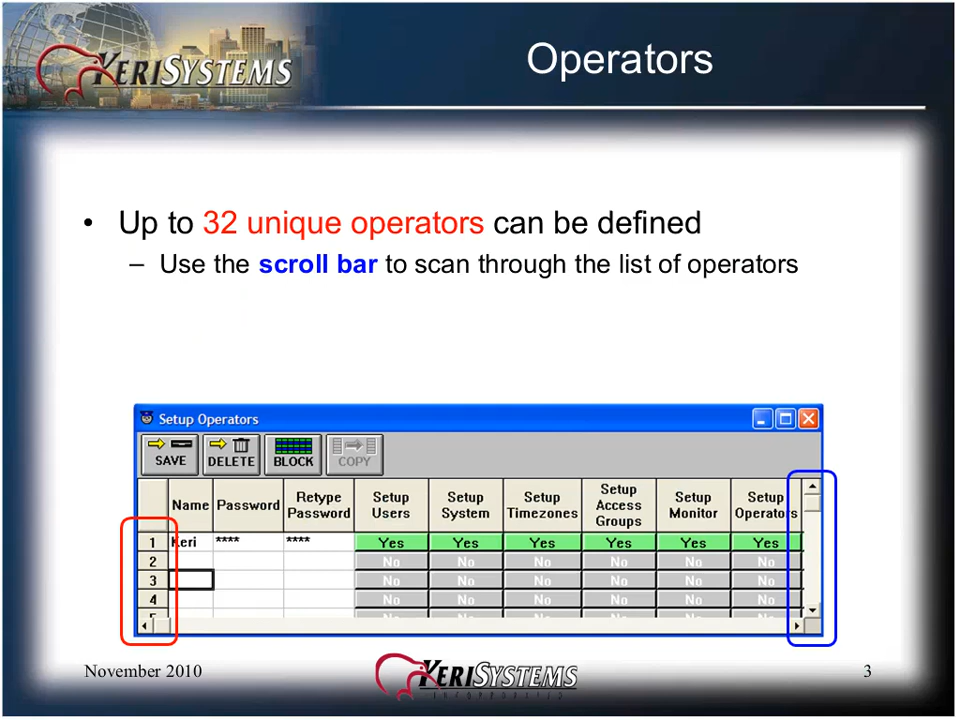 KERISYSTEMS
Operators
• Up to 32 unique operators can be defined
– Use the scroll bar to scan through the list of operators
Setup Operators
SAVE DELETE BLOCK COPY
Name Password Retype Password Setup Users Setup System Setup Timezones Setup Access Groups Setup Monitor Setup Operators
1 Keri **** **** Yes Yes Yes Yes Yes Yes
2 No No No No No No
3 No No No No No No
4 No No No No No No
November 2010
KERISYSTEMS
INCORPORATED
3